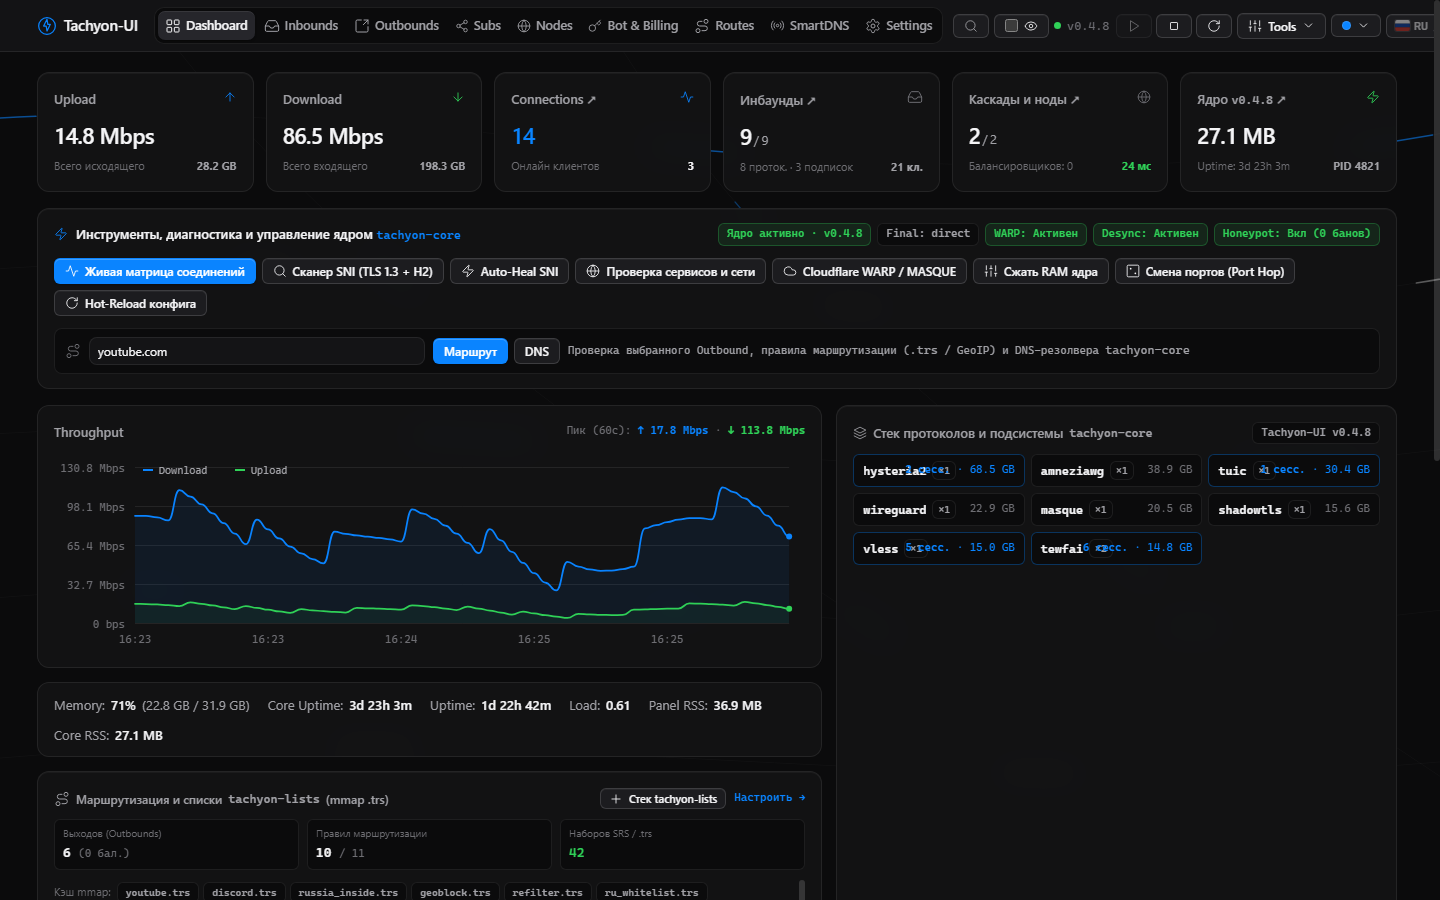 Tachyon-UI Dashboard Inbounds Outbounds Subs Nodes Bot & Billing Routes SmartDNS Settings v0.4.8 Tools RU
Upload
14.8 Mbps
Всего исходящего 28.2 GB
Download
86.5 Mbps
Всего входящего 198.3 GB
Connections ↗
14
Онлайн клиентов 3
Инбаунды ↗
9/9
8 проток. · 3 подписок 21 кл.
Каскады и ноды ↗
2/2
Балансировщиков: 0 24 мс
Ядро v0.4.8 ↗
27.1 MB
Uptime: 3d 23h 3m PID 4821
Инструменты, диагностика и управление ядром tachyon-core Ядро активно · v0.4.8 Final: direct WARP: Активен Desync: Активен Honeypot: Вкл (0 банов)
Живая матрица соединений Сканер SNI (TLS 1.3 + H2) Auto-Heal SNI Проверка сервисов и сети Cloudflare WARP / MASQUE Сжать RAM ядра Смена портов (Port Hop)
Hot-Reload конфига
youtube.com Маршрут DNS Проверка выбранного Outbound, правила маршрутизации (.trs / GeoIP) и DNS-резолвера tachyon-core
Throughput Пик (60с): ↑ 17.8 Mbps · ↓ 113.8 Mbps
Download Upload
130.8 Mbps
98.1 Mbps
65.4 Mbps
32.7 Mbps
0 bps
16:23 16:23 16:24 16:25 16:25
Memory: 71% (22.8 GB / 31.9 GB) Core Uptime: 3d 23h 3m Uptime: 1d 22h 42m Load: 0.61 Panel RSS: 36.9 MB
Core RSS: 27.1 MB
Маршрутизация и списки tachyon-lists (mmap .trs) + Стек tachyon-lists Настроить →
Выходов (Outbounds)
6 (0 бал.)
Правил маршрутизации
10 / 11
Наборов SRS / .trs
42
Кэш mmap: youtube.trs discord.trs russia_inside.trs geoblock.trs refilter.trs ru_whitelist.trs
Стек протоколов и подсистемы tachyon-core Tachyon-UI v0.4.8
hysteria2 ×1 сесс. · 68.5 GB
amneziawg ×1 38.9 GB
tuic ×1 сесс. · 30.4 GB
wireguard ×1 22.9 GB
masque ×1 20.5 GB
shadowtls ×1 15.6 GB
vless ×1 5 сесс. · 15.0 GB
tewfai 6 сесс. · 14.8 GB